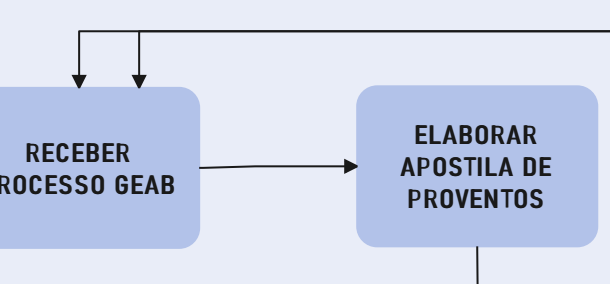 RECEBER
ROCESSO GEAB
ELABORAR
APOSTILA DE
PROVENTOS